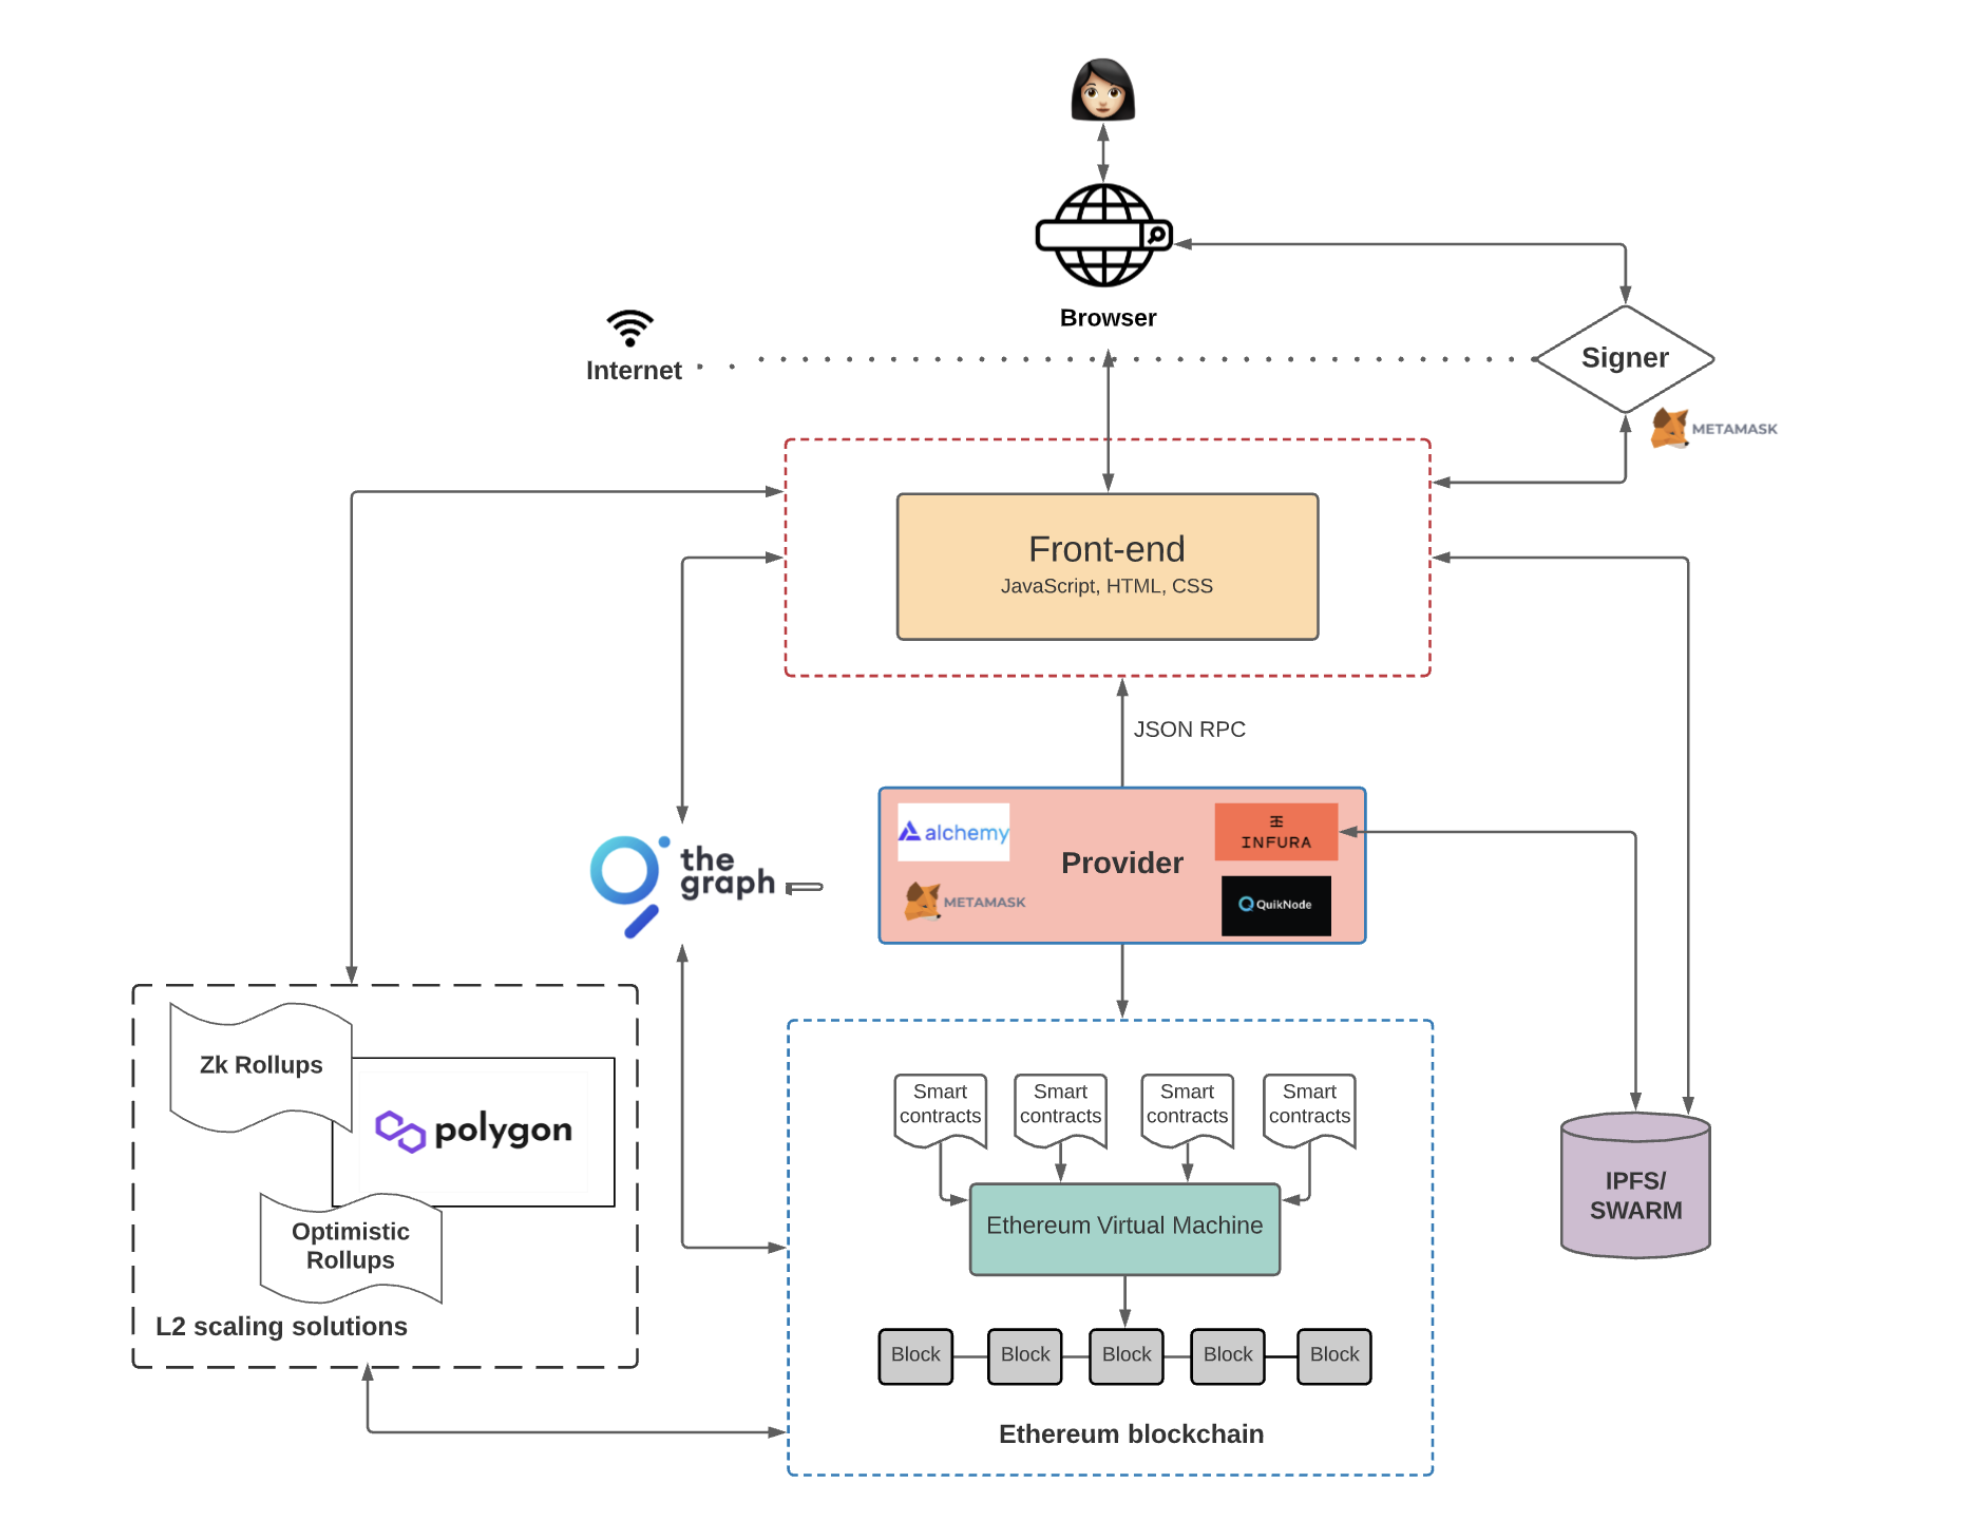 Browser
Internet
Signer
METAMASK
Front-end
JavaScript, HTML, CSS
JSON RPC
alchemy
INFURA
Provider
the
graph
METAMASK
QuikNode
Zk Rollups
polygon
Optimistic
Rollups
L2 scaling solutions
Smart
contracts
Smart
contracts
Smart
contracts
Smart
contracts
Ethereum Virtual Machine
IPFS/
SWARM
Block
Block
Block
Block
Block
Ethereum blockchain